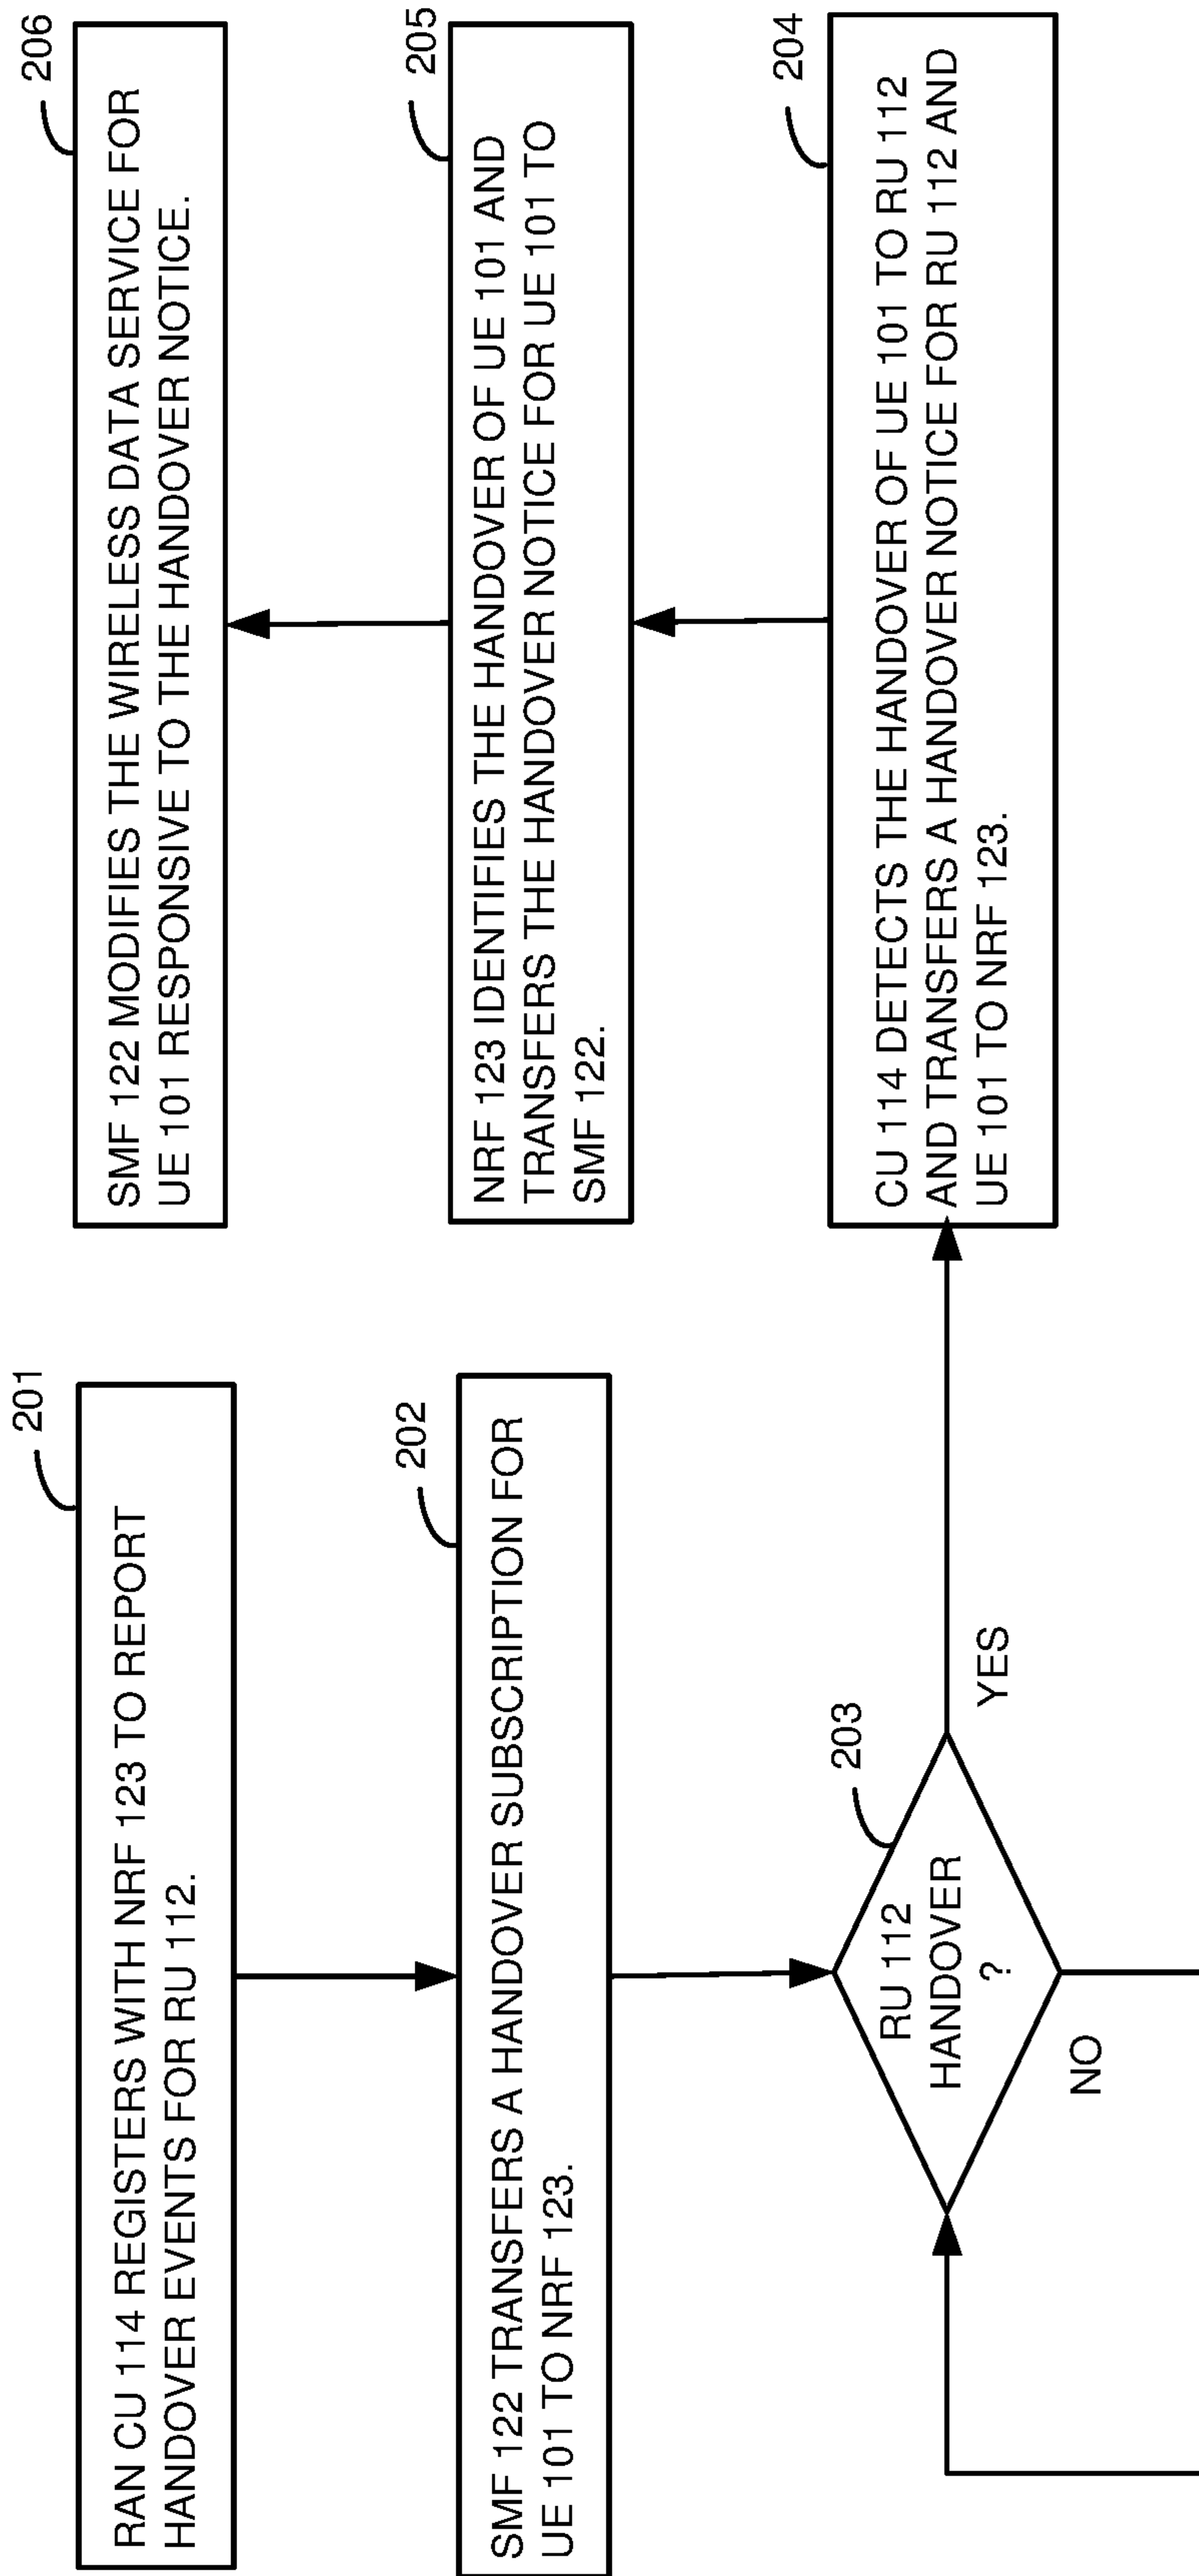 201
RAN CU 114 REGISTERS WITH NRF 123 TO REPORT
HANDOVER EVENTS FOR RU 112.
202
SMF 122 TRANSFERS A HANDOVER SUBSCRIPTION FOR
UE 101 TO NRF 123.
203
RU 112
HANDOVER
?
YES
NO
204
CU 114 DETECTS THE HANDOVER OF UE 101 TO RU 112
AND TRANSFERS A HANDOVER NOTICE FOR RU 112 AND
UE 101 TO NRF 123.
205
NRF 123 IDENTIFIES THE HANDOVER OF UE 101 AND
TRANSFERS THE HANDOVER NOTICE FOR UE 101 TO
SMF 122.
206
SMF 122 MODIFIES THE WIRELESS DATA SERVICE FOR
UE 101 RESPONSIVE TO THE HANDOVER NOTICE.